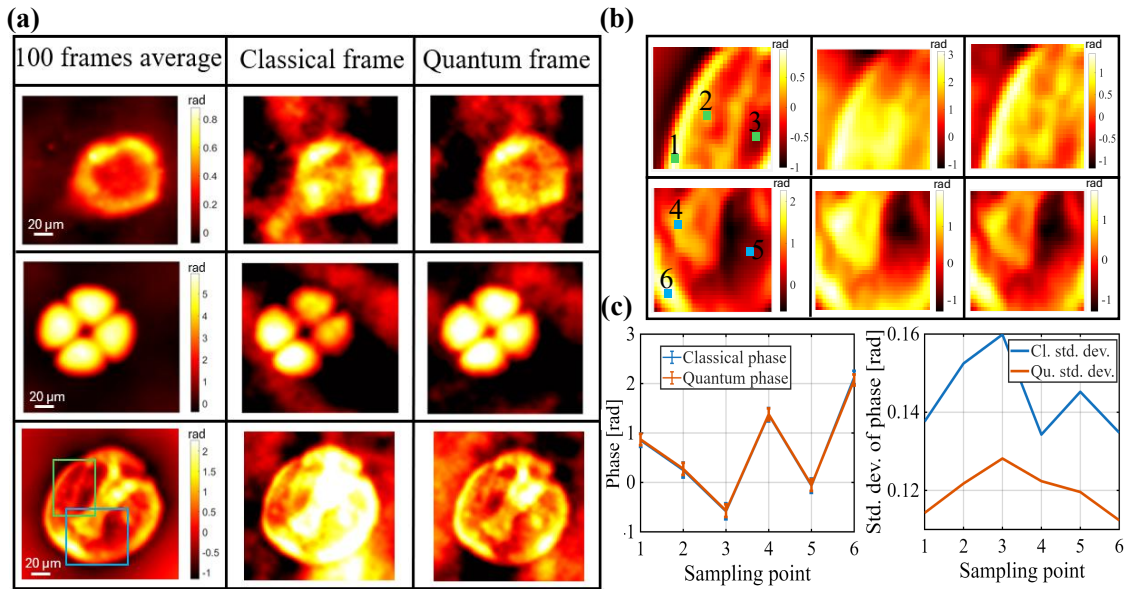 (a)
100 frames average
Classical frame
Quantum frame
rad
0.8
0.6
0.4
0.2
0
20 µm
rad
5
4
3
2
1
0
20 µm
rad
2
1.5
1
0.5
0
-0.5
-1
20 µm
(b)
rad
0.5
0
-0.5
-1
1
2
3
rad
3
2
1
0
-1
rad
1
0.5
0
-0.5
-1
rad
2
1
0
4
5
6
rad
2
1
0
-1
rad
1
0
-1
(c)
3
2
1
0
-1
Phase [rad]
Classical phase
Quantum phase
1 2 3 4 5 6
Sampling point
0.16
0.14
0.12
Std. dev. of phase [rad]
Cl. std. dev.
Qu. std. dev.
1 2 3 4 5 6
Sampling point